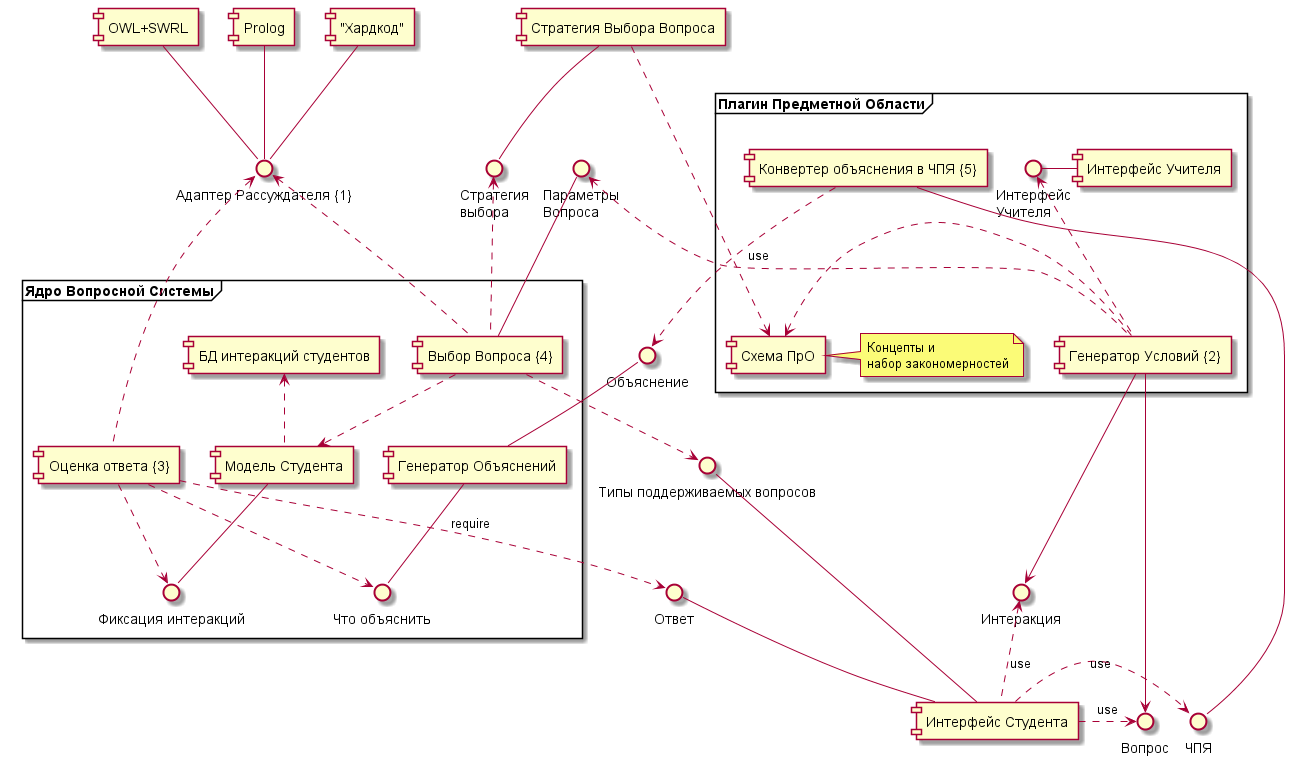 OWL+SWRL
Prolog
"Хардкод"
Стратегия Выбора Вопроса
Плагин Предметной Области
Конвертер объяснения в ЧПЯ {5}
Интерфейс Учителя
Адаптер Рассуждателя {1}
Стратегия
выбора
Параметры
Вопроса
Интерфейс
Учителя
use
Ядро Вопросной Системы
БД интеракций студентов
Выбор Вопроса {4}
Схема ПрО
Концепты и
набор закономерностей
Генератор Условий {2}
Объяснение
Оценка ответа {3}
Модель Студента
Генератор Объяснений
Типы поддерживаемых вопросов
require
Фиксация интеракций
Что объяснить
Ответ
Интеракция
use
use
Интерфейс Студента
use
Вопрос
ЧПЯ